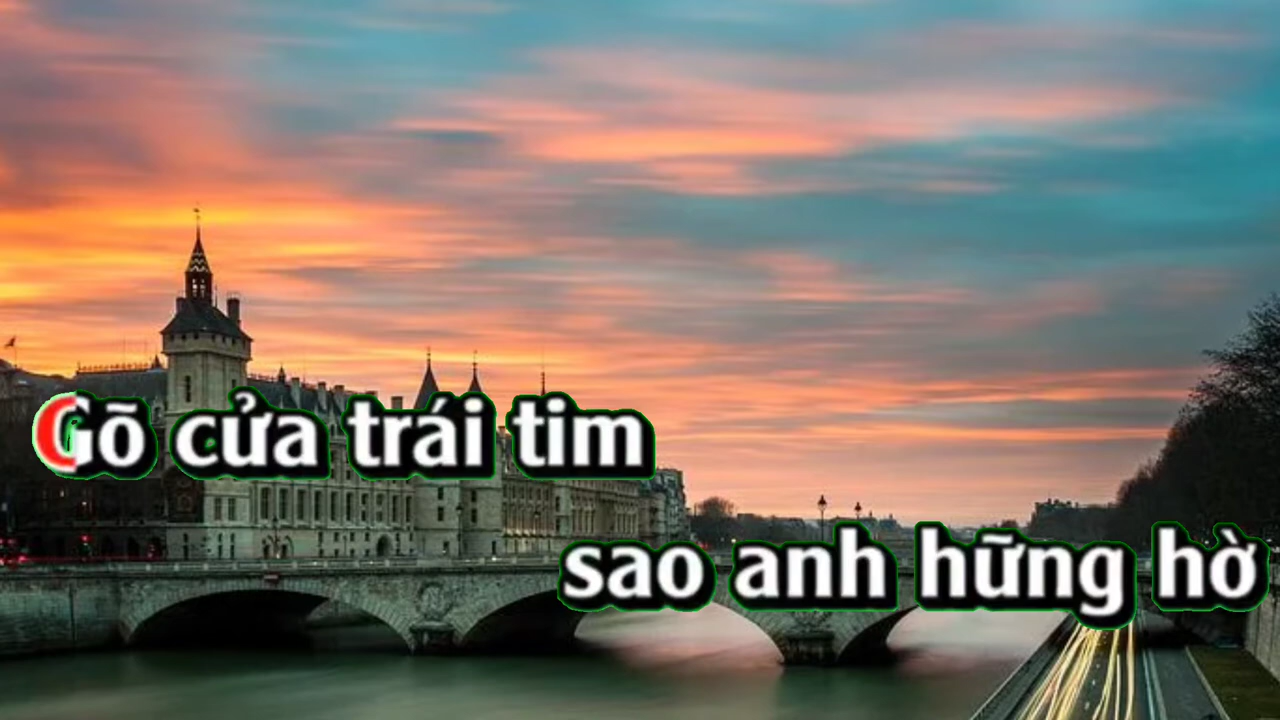 Gõ cửa trái tim
sao anh hững hờ